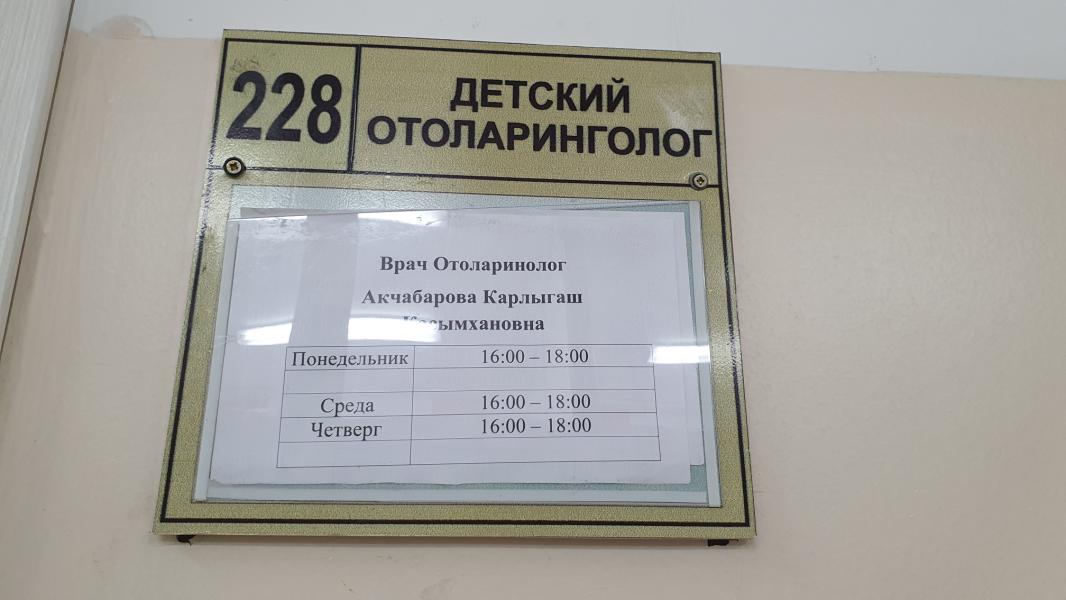 228
ДЕТСКИЙ
ОТОЛАРИНГОЛОГ
Врач Отоларинолог
Акчабарова Карлыгаш
Косымхановна
Понедельник 16:00 – 18:00
Среда 16:00 – 18:00
Четверг 16:00 – 18:00